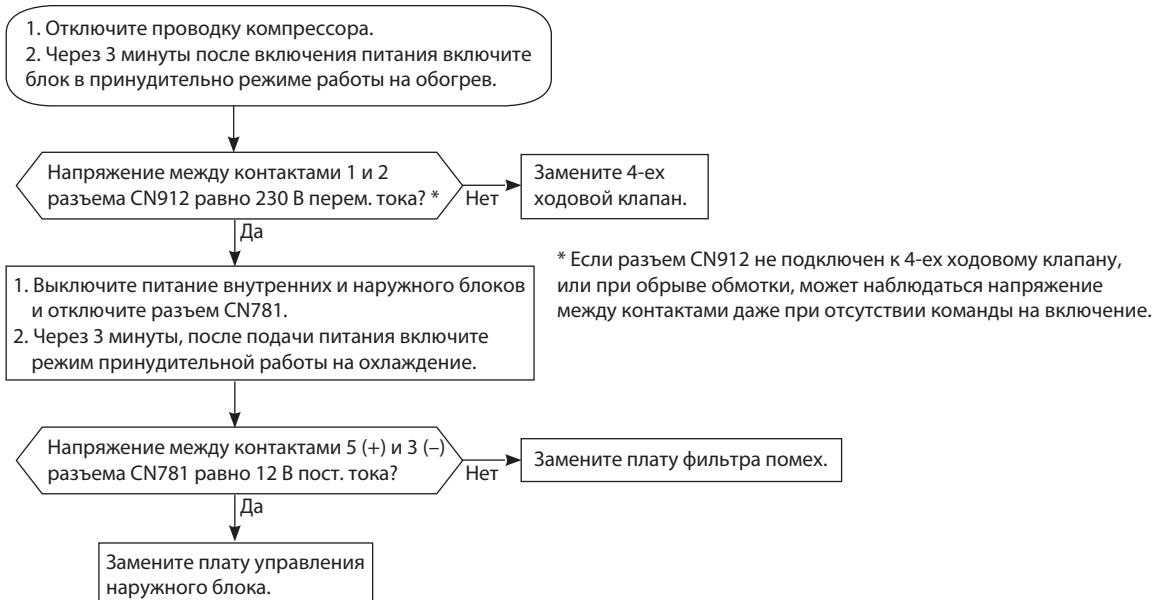 1. Отключите проводку компрессора.
2. Через 3 минуты после включения питания включите
блок в принудительно режиме работы на обогрев.
Напряжение между контактами 1 и 2
разъема CN912 равно 230 В перем. тока? *
Нет
Замените 4-ех
ходовой клапан.
Да
* Если разъем CN912 не подключен к 4-ех ходовому клапану,
или при обрыве обмотки, может наблюдаться напряжение
между контактами даже при отсутствии команды на включение.
1. Выключите питание внутренних и наружного блоков
и отключите разъем CN781.
2. Через 3 минуты, после подачи питания включите
режим принудительной работы на охлаждение.
Напряжение между контактами 5 (+) и 3 (–)
разъема CN781 равно 12 В пост. тока?
Нет
Замените плату фильтра помех.
Да
Замените плату управления
наружного блока.